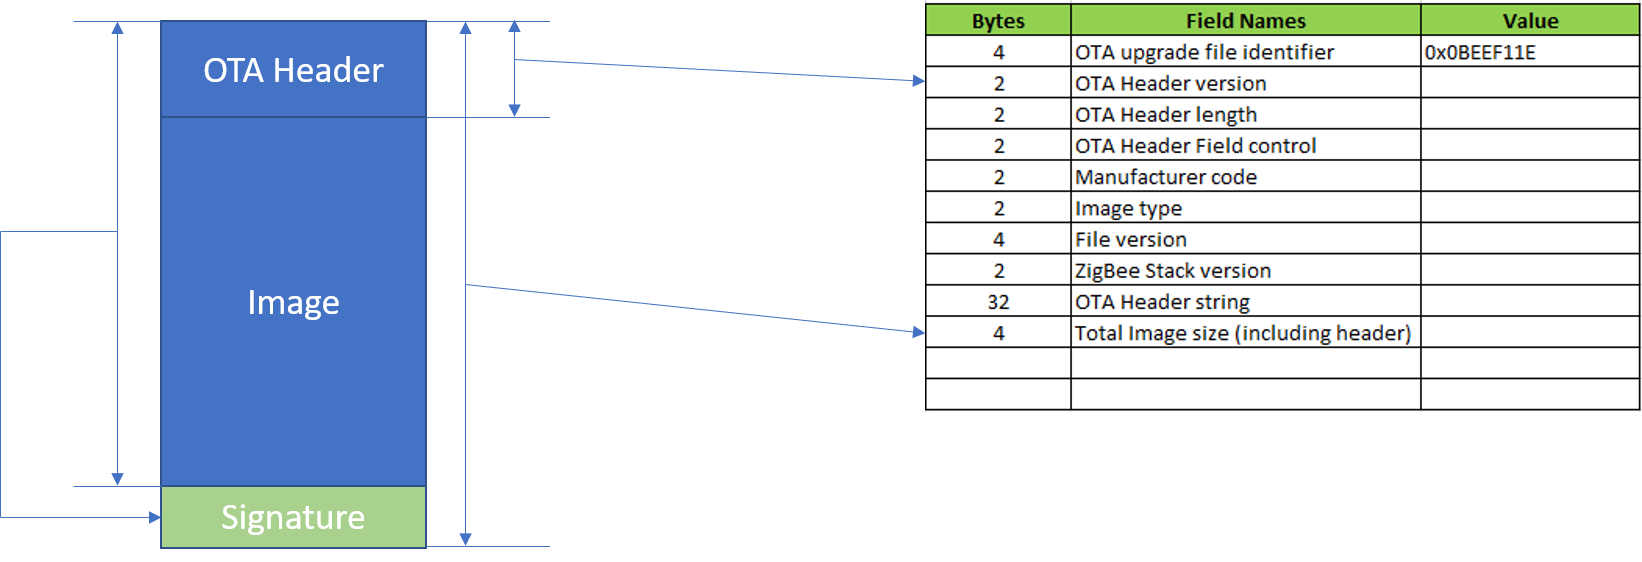 OTA Header
Image
Signature
Bytes Field Names Value
4 OTA upgrade file identifier 0x0BEEF11E
2 OTA Header version
2 OTA Header length
2 OTA Header Field control
2 Manufacturer code
2 Image type
4 File version
2 ZigBee Stack version
32 OTA Header string
4 Total Image size (including header)